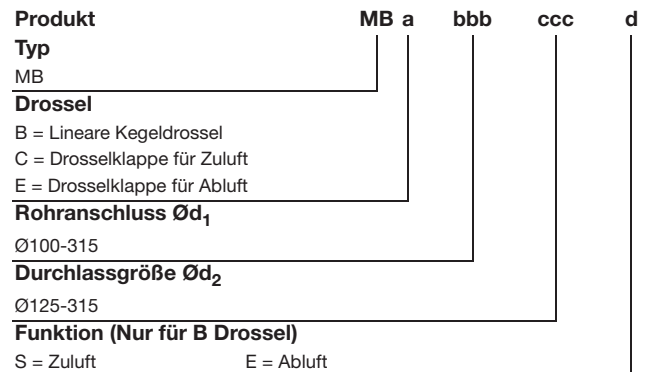 Produkt MB a bbb ccc d
Typ
MB
Drossel
B = Lineare Kegeldrossel
C = Drosselklappe für Zuluft
E = Drosselklappe für Abluft
Rohranschluss Ød1
Ø100-315
Durchlassgröße Ød2
Ø125-315
Funktion (Nur für B Drossel)
S = Zuluft E = Abluft